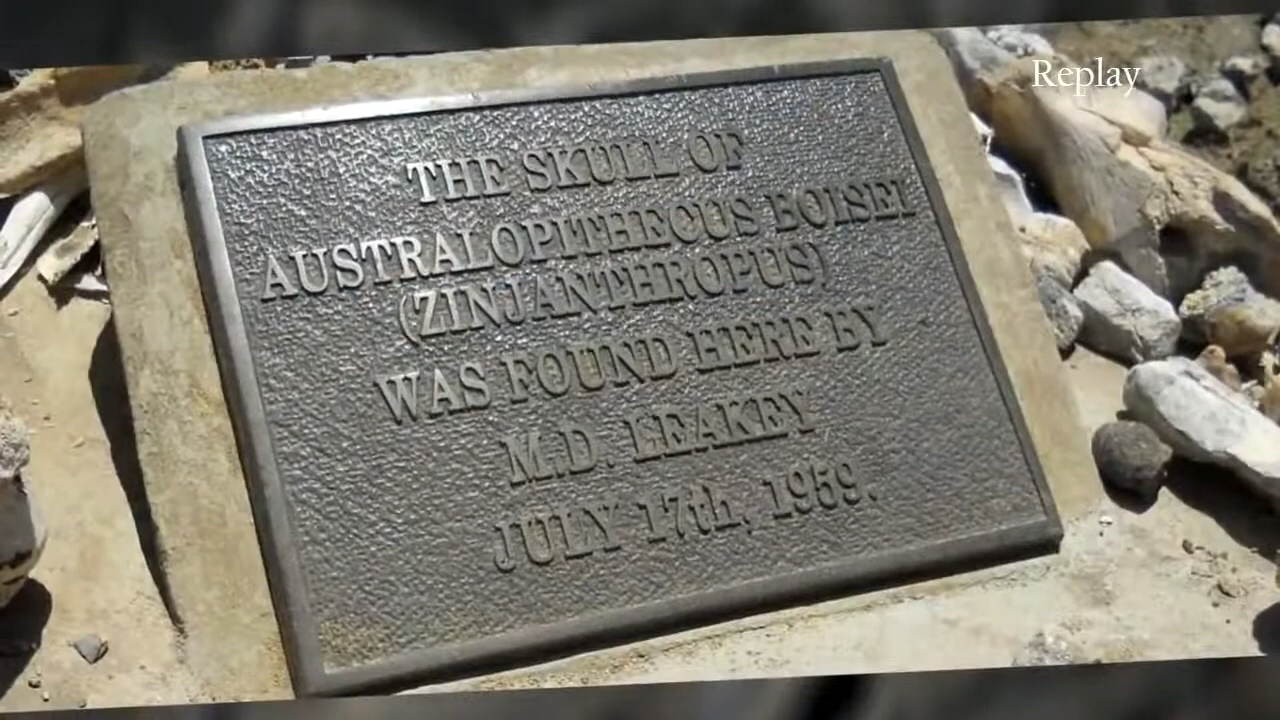 Replay
THE SKULL OF
AUSTRALOPITHECUS BOISEI
(ZINJANTHROPUS)
WAS FOUND HERE BY
M.D. LEAKEY
JULY 17th, 1959.